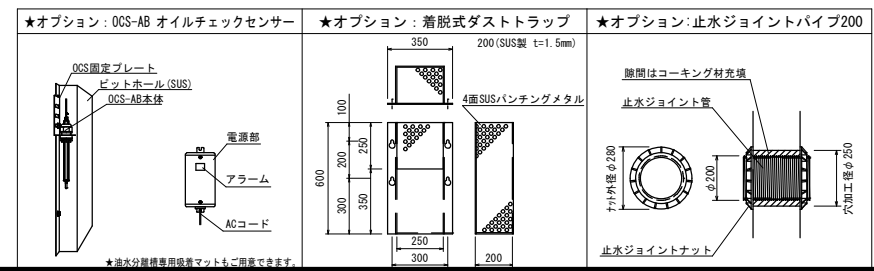 ★オプション：OCS-AB オイルチェックセンサー
OCS固定プレート
ピットホール(SUS)
OCS-AB本体
電源部
アラーム
ACコード
★油水分離槽専用吸着マットもご用意できます。
★オプション：着脱式ダストトラップ
350
200(SUS製 t=1.5mm)
4面SUSパンチングメタル
100
600
200
250
300
350
250
300
200
★オプション:止水ジョイントパイプ200
隙間はコーキング材充填
止水ジョイント管
ナット外径φ280
φ200
穴加工径φ250
止水ジョイントナット